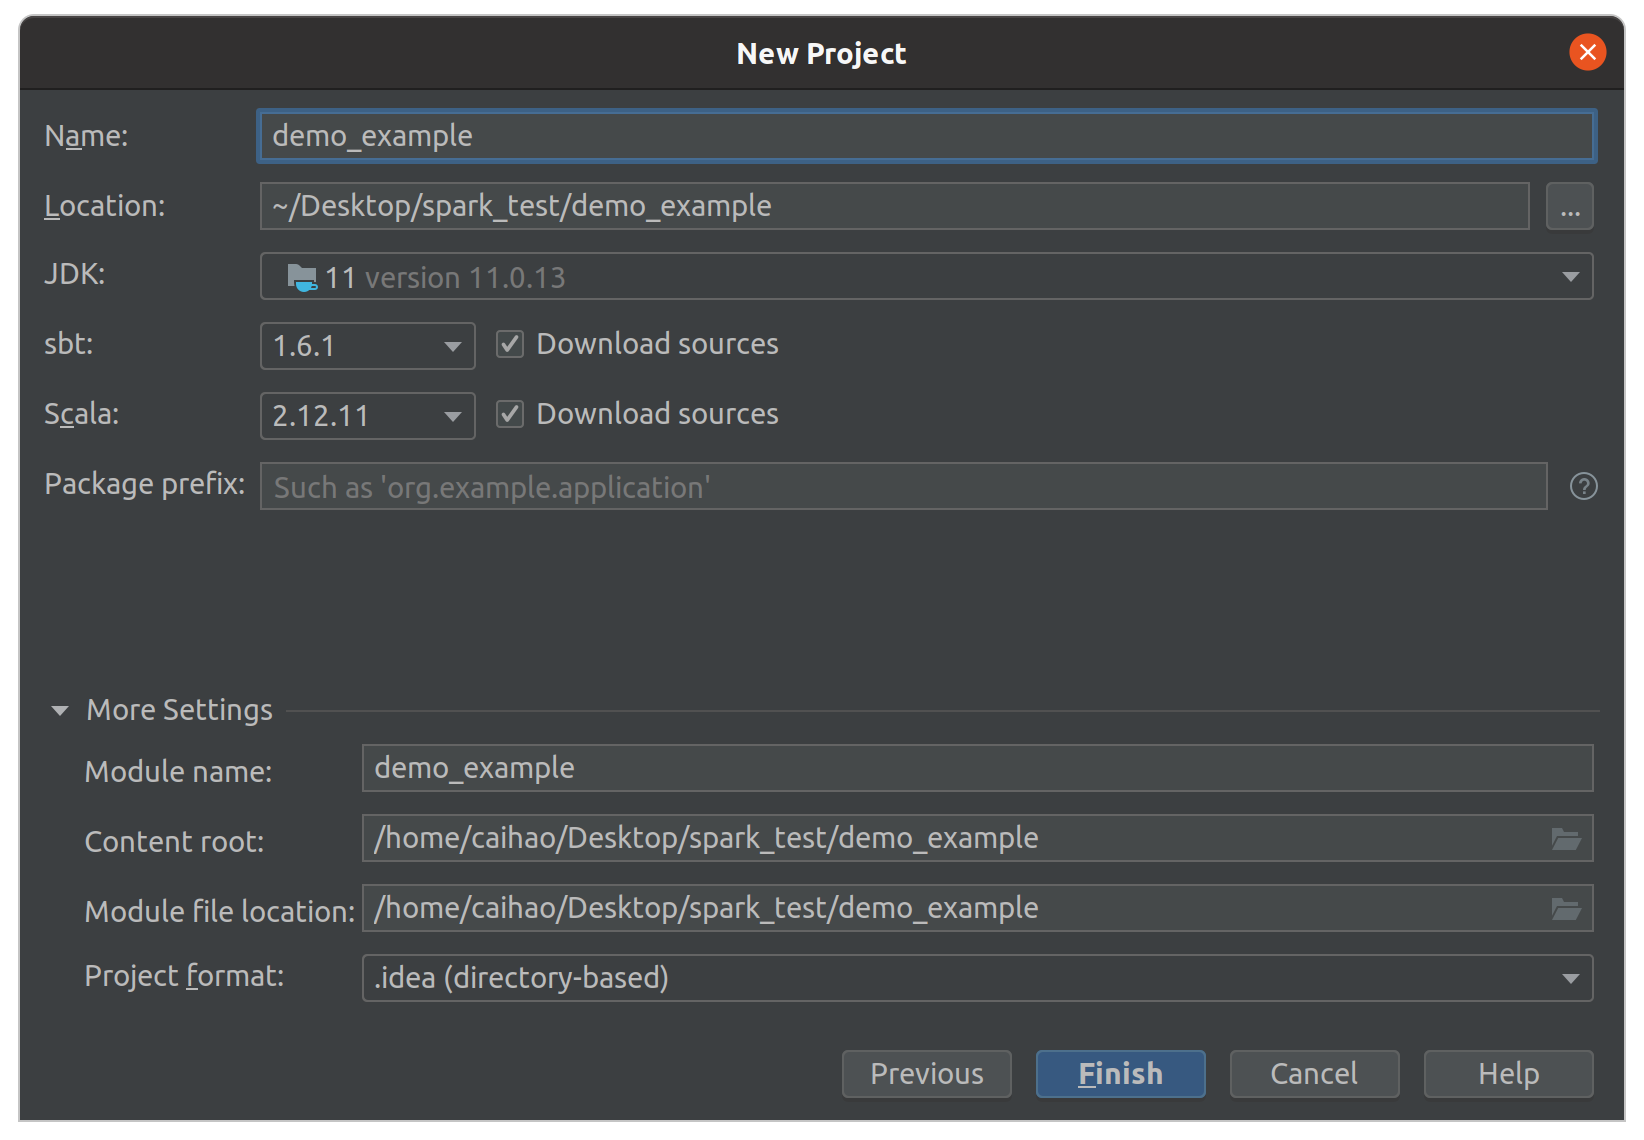 New Project
Name: demo_example
Location: ~/Desktop/spark_test/demo_example ...
JDK: 11 version 11.0.13
sbt: 1.6.1 Download sources
Scala: 2.12.11 Download sources
Package prefix: Such as 'org.example.application' ?
More Settings
Module name: demo_example
Content root: /home/caihao/Desktop/spark_test/demo_example
Module file location: /home/caihao/Desktop/spark_test/demo_example
Project format: .idea (directory-based)
Previous Finish Cancel Help